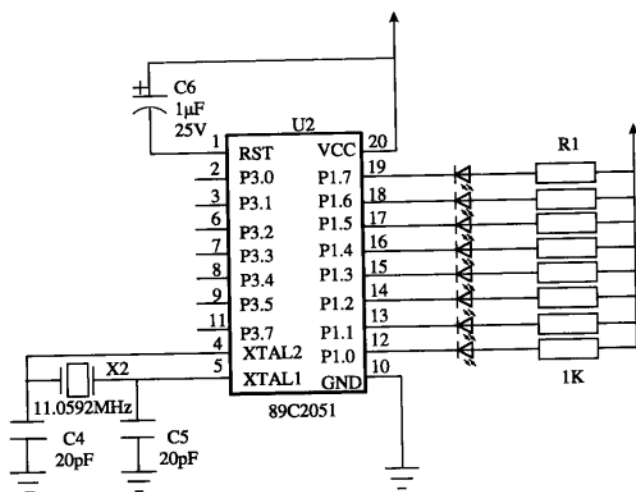 C6
1μF
25V
U2
1 RST VCC 20
2 P3.0 P1.7 19
3 P3.1 P1.6 18
6 P3.2 P1.5 17
7 P3.3 P1.4 16
8 P3.4 P1.3 15
9 P3.5 P1.2 14
11 P3.7 P1.1 13
4 XTAL2 P1.0 12
5 XTAL1 GND 10
89C2051
R1
1K
X2
11.0592MHz
C4
20pF
C5
20pF